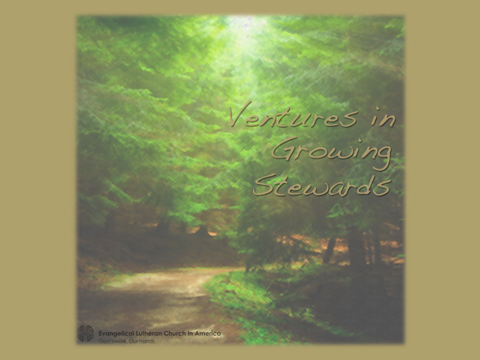 Ventures in
Growing
Stewards
Evangelical Lutheran Church in America